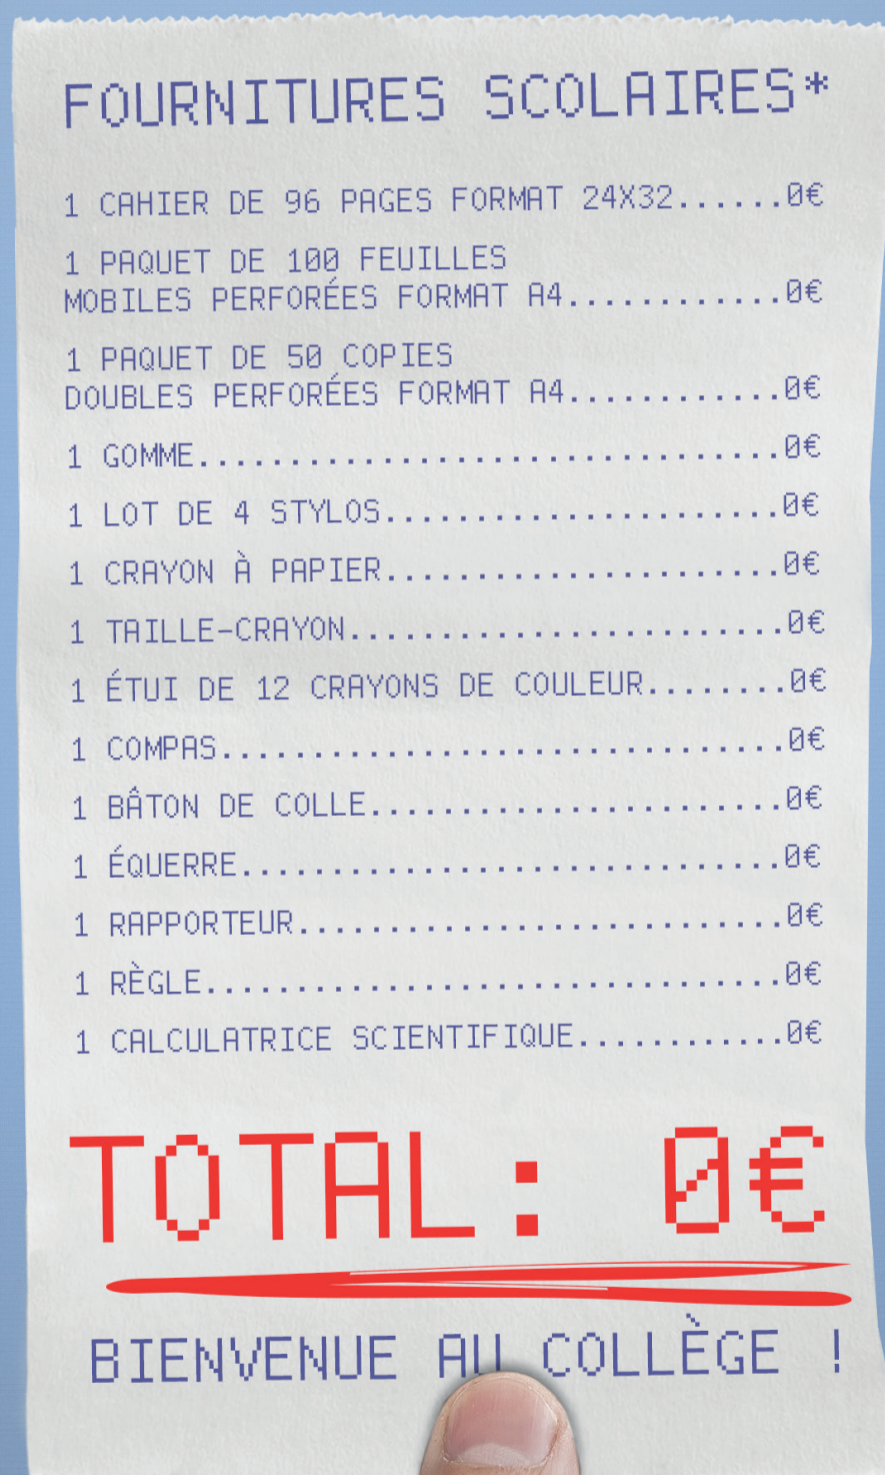 FOURNITURES SCOLAIRES*
1 CAHIER DE 96 PAGES FORMAT 24X32......0€
1 PAQUET DE 100 FEUILLES
MOBILES PERFORÉES FORMAT A4............0€
1 PAQUET DE 50 COPIES
DOUBLES PERFORÉES FORMAT A4............0€
1 GOMME................................0€
1 LOT DE 4 STYLOS......................0€
1 CRAYON À PAPIER......................0€
1 TAILLE-CRAYON........................0€
1 ÉTUI DE 12 CRAYONS DE COULEUR........0€
1 COMPAS...............................0€
1 BÂTON DE COLLE.......................0€
1 ÉQUERRE..............................0€
1 RAPPORTEUR...........................0€
1 RÈGLE................................0€
1 CALCULATRICE SCIENTIFIQUE............0€
TOTAL: 0€
BIENVENUE AU COLLÈGE !